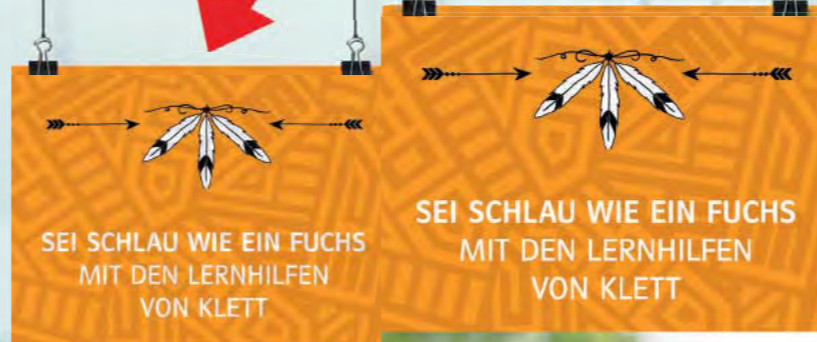 SEI SCHLAU WIE EIN FUCHS
MIT DEN LERNHILFEN
VON KLETT
SEI SCHLAU WIE EIN FUCHS
MIT DEN LERNHILFEN
VON KLETT